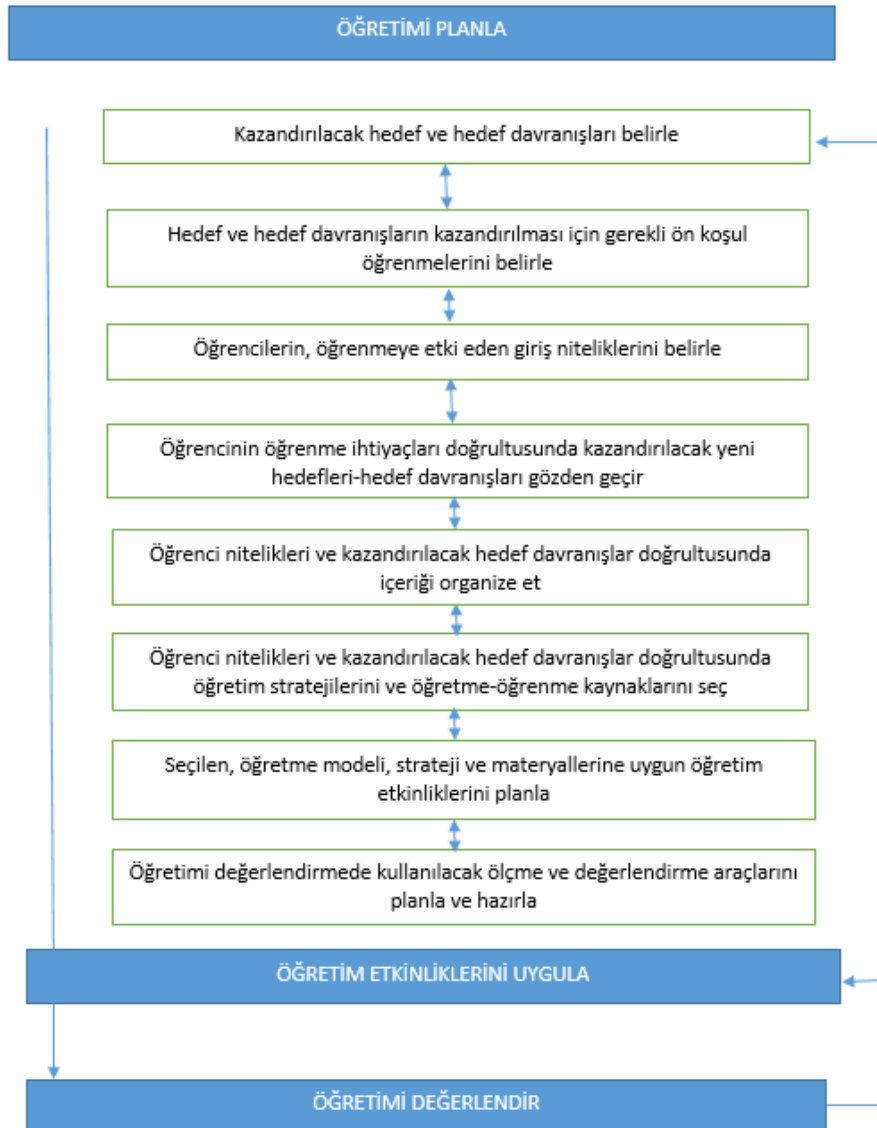 ÖĞRETİMİ PLANLA
Kazandırılacak hedef ve hedef davranışları belirle
Hedef ve hedef davranışların kazandırılması için gerekli ön koşul
öğrenmelerini belirle
Öğrencilerin, öğrenmeye etki eden giriş niteliklerini belirle
Öğrencinin öğrenme ihtiyaçları doğrultusunda kazandırılacak yeni
hedefleri-hedef davranışları gözden geçir
Öğrenci nitelikleri ve kazandırılacak hedef davranışlar doğrultusunda
içeriği organize et
Öğrenci nitelikleri ve kazandırılacak hedef davranışlar doğrultusunda
öğretim stratejilerini ve öğretme-öğrenme kaynaklarını seç
Seçilen, öğretme modeli, strateji ve materyallerine uygun öğretim
etkinliklerini planla
Öğretimi değerlendirmede kullanılacak ölçme ve değerlendirme araçlarını
planla ve hazırla
ÖĞRETİM ETKİNLİKLERİNİ UYGULA
ÖĞRETİMİ DEĞERLENDİR